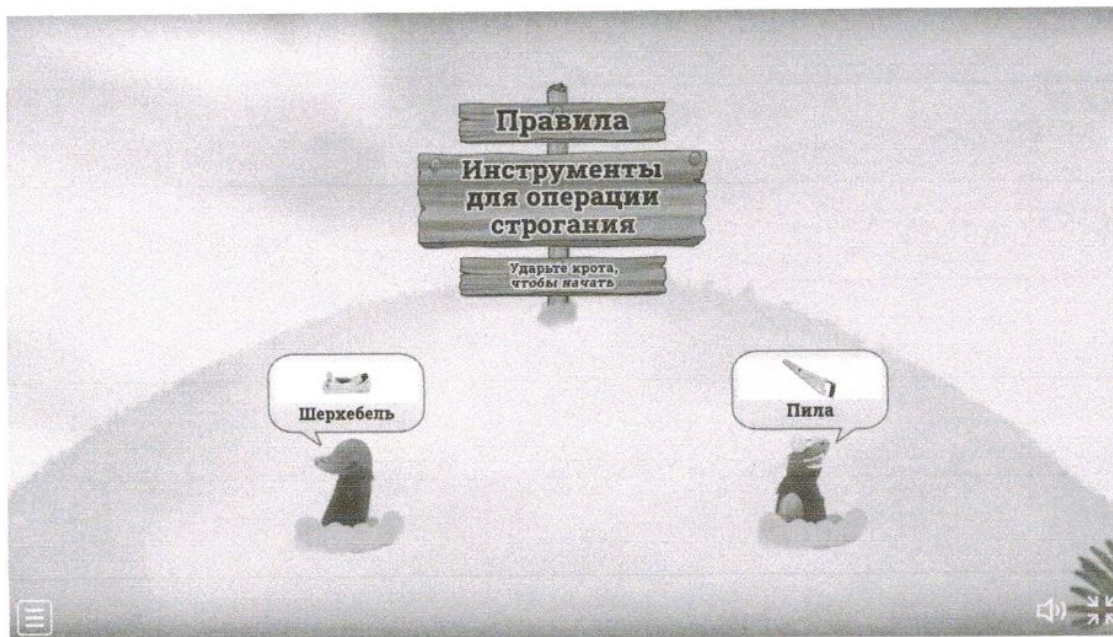 Правила
Инструменты
для операции
строгания
Ударьте крота,
чтобы начать
Шерхебель
Пила